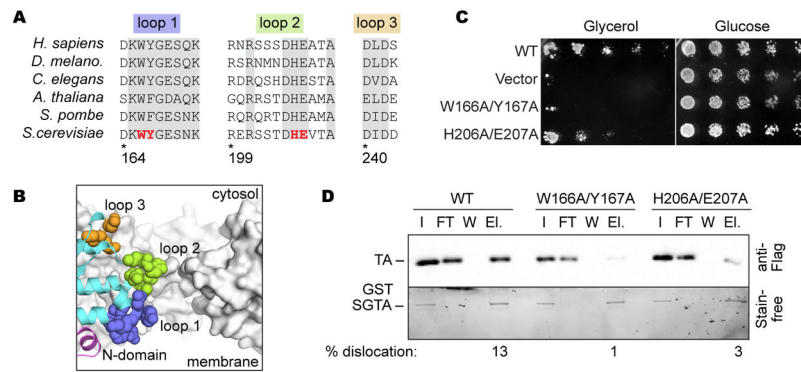 A
loop 1 loop 2 loop 3
H. sapiens DKWYGESQK RNRSSSDHEATA DLDS
D. melano. DKWYGESQK RSRNMNDHEATA DLDK
C. elegans DKWYGESQK RDRHSTDHESTA DVDA
A. thaliana SKWFGDAQK GQRRSTDHEAMA ELDE
S. pombe DKWFGESNK RQRQSTDHEAMA DIDD
S.cerevisiae DKWYGESNK RERSSTDHEVTA DIDE
* * *
164 199 240
B
cytosol
loop 3
loop 2
loop 1
N-domain
membrane
C
Glycerol Glucose
WT
Vector
W166A/Y167A
H206A/E207A
D
WT W166A/Y167A H206A/E207A
I FT W El. I FT W El. I FT W El.
TA
anti-Flag
GST
SGTA
Stain-free
% dislocation: 13 1 3